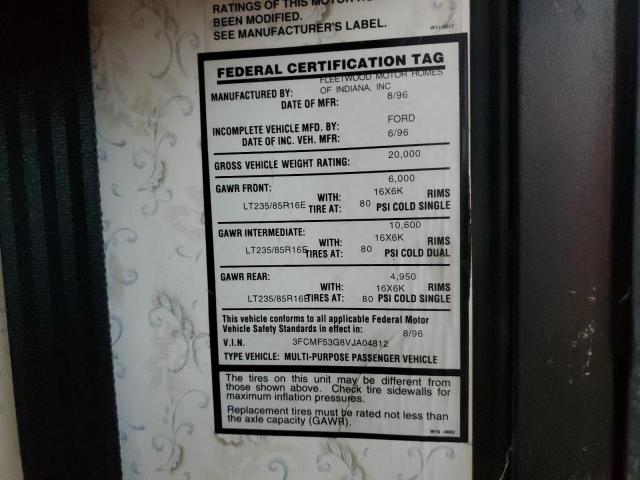 RATINGS OF THIS MOTOR
BEEN MODIFIED.
SEE MANUFACTURER'S LABEL.
FEDERAL CERTIFICATION TAG
FLEETWOOD MOTOR HOMES
MANUFACTURED BY: OF INDIANA, INC
DATE OF MFR: 8/96
INCOMPLETE VEHICLE MFD. BY: FORD
DATE OF INC. VEH. MFR: 6/96
GROSS VEHICLE WEIGHT RATING: 20,000
GAWR FRONT: 6,000
WITH: 16X6K RIMS
LT235/85R16E TIRE AT: 80 PSI COLD SINGLE
GAWR INTERMEDIATE: 10,600
WITH: 16X6K RIMS
LT235/85R16E TIRES AT: 80 PSI COLD DUAL
GAWR REAR: 4,950
WITH: 16X6K RIMS
LT235/85R16E TIRES AT: 80 PSI COLD SINGLE
This vehicle conforms to all applicable Federal Motor
Vehicle Safety Standards in effect in: 8/96
V.I.N. 3FCMF53G8VJA04812
TYPE VEHICLE: MULTI-PURPOSE PASSENGER VEHICLE
The tires on this unit may be different from
those shown above. Check tire sidewalls for
maximum inflation pressures.
Replacement tires must be rated not less than
the axle capacity (GAWR).